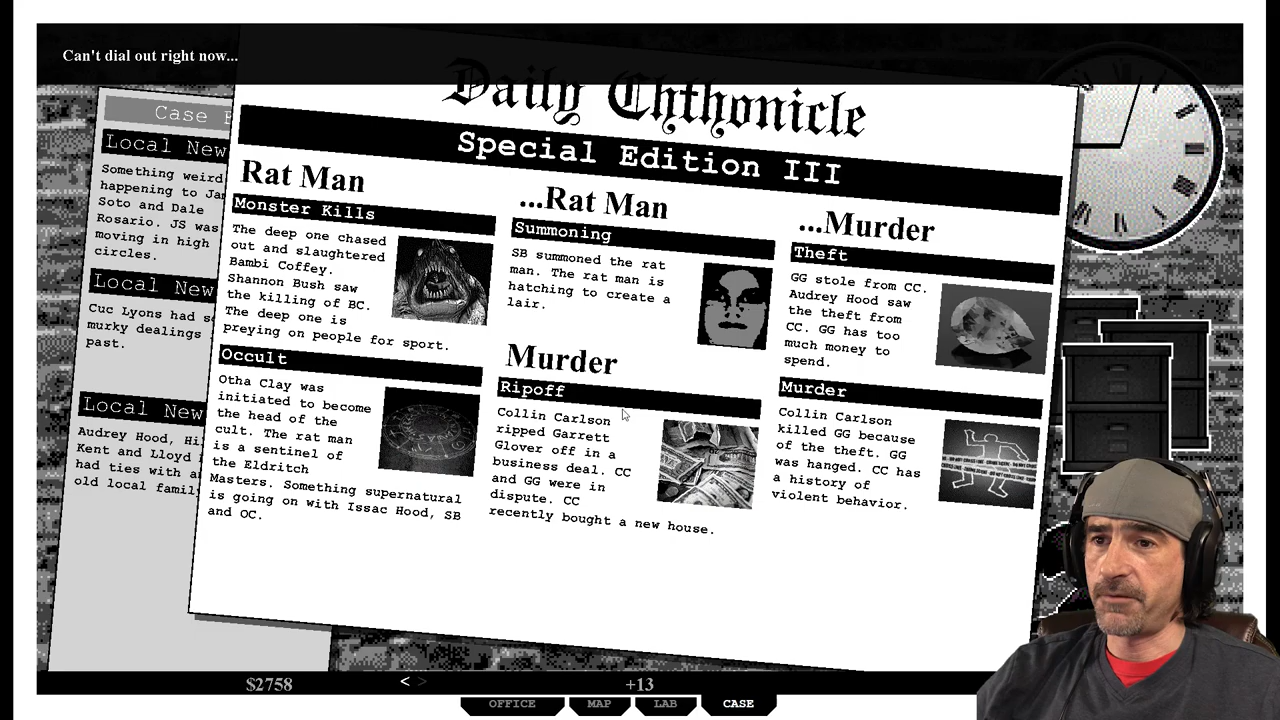 Can't dial out right now...
Daily Chthonicle
Special Edition III
Case
Local New
Something weird
happening to Jar
Soto and Dale
Rosario. JS was
moving in high
circles.
Local New
Cuc Lyons had s
murky dealings
past.
Local New
Audrey Hood, Hi
Kent and Lloyd
had ties with a
old local famil
Rat Man
Monster Kills
The deep one chased
out and slaughtered
Bambi Coffey.
Shannon Bush saw
the killing of BC.
The deep one is
preying on people for sport.
Occult
Otha Clay was
initiated to become
the head of the
cult. The rat man
is a sentinel of
the Eldritch
Masters. Something supernatural
is going on with Issac Hood, SB
and OC.
...Rat Man
Summoning
SB summoned the rat
man. The rat man is
hatching to create a
lair.
Murder
Ripoff
Collin Carlson
ripped Garrett
Glover off in a
business deal. CC
and GG were in
dispute. CC
recently bought a new house.
...Murder
Theft
GG stole from CC.
Audrey Hood saw
the theft from
CC. GG has too
much money to
spend.
Murder
Collin Carlson
killed GG because
of the theft. GG
was hanged. CC has
a history of
violent behavior.
$2758
< >
+13
OFFICE
MAP
LAB
CASE